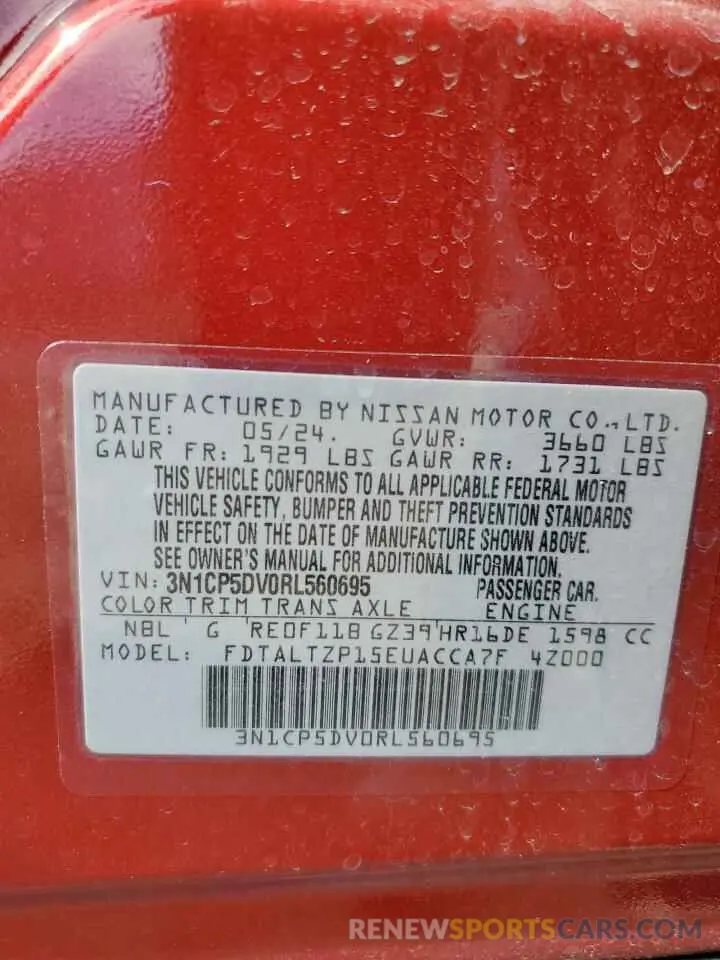 MANUFACTURED BY NISSAN MOTOR CO., LTD.
DATE: 05/24. GVWR: 3660 LBS
GAWR FR: 1929 LBS GAWR RR: 1731 LBS
THIS VEHICLE CONFORMS TO ALL APPLICABLE FEDERAL MOTOR
VEHICLE SAFETY, BUMPER AND THEFT PREVENTION STANDARDS
IN EFFECT ON THE DATE OF MANUFACTURE SHOWN ABOVE.
SEE OWNER'S MANUAL FOR ADDITIONAL INFORMATION.
VIN: 3N1CP5DV0RL560695 PASSENGER CAR.
COLOR TRIM TRANS AXLE ENGINE
NBL G RE0F11B GZ39 HR16DE 1598 CC
MODEL: FDTALTZP15EUACCA7F 4Z000
3N1CP5DV0RL560695
RENEWSPORTSCARS.COM